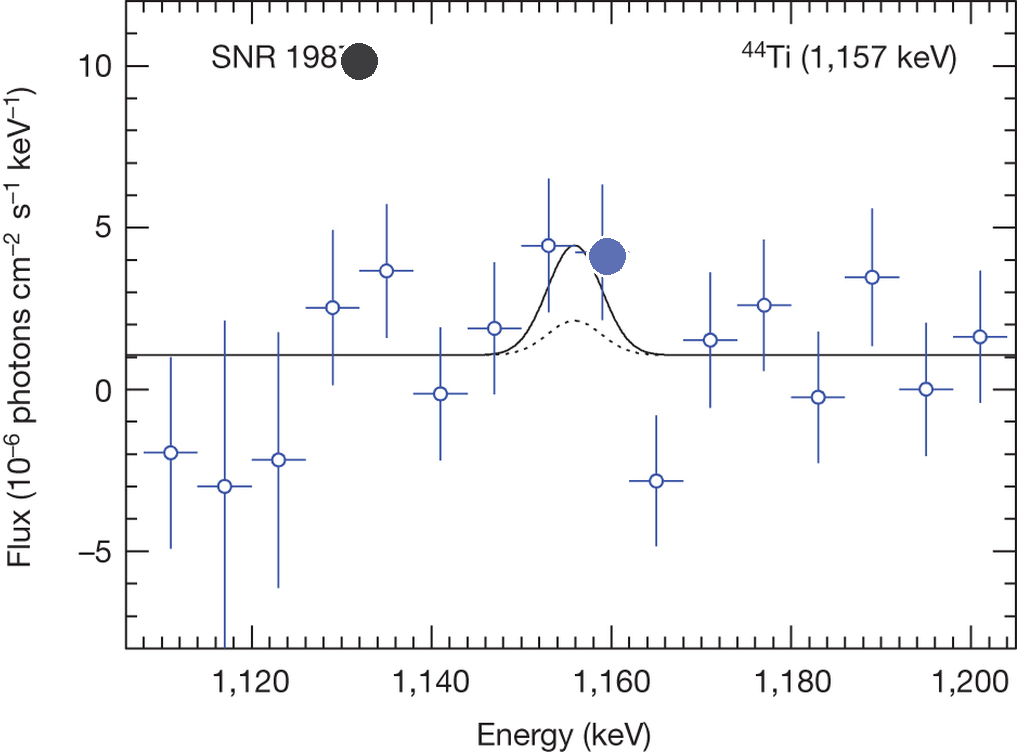 SNR
⁴⁴Ti (1,157 keV)
Flux (10⁻⁶ photons cm⁻² s⁻¹ keV⁻¹)
10
5
0
–5
1,120 1,140 1,160 1,180 1,200
Energy (keV)